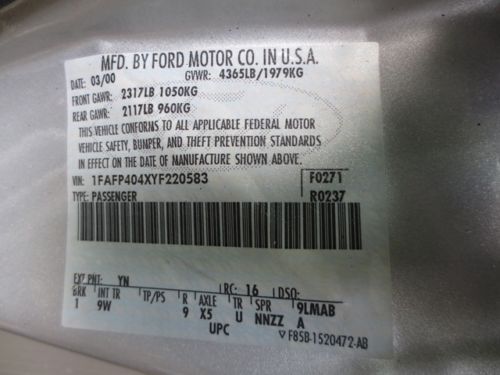 MFD. BY FORD MOTOR CO. IN U.S.A.
DATE: 03/00 GVWR: 4365LB/1979KG
FRONT GAWR: 2317LB 1050KG
REAR GAWR: 2117LB 960KG
THIS VEHICLE CONFORMS TO ALL APPLICABLE FEDERAL MOTOR
VEHICLE SAFETY, BUMPER, AND THEFT PREVENTION STANDARDS
IN EFFECT ON THE DATE OF MANUFACTURE SHOWN ABOVE.
VIN: 1FAFP404XYF220583 F0271
TYPE: PASSENGER R0237
EXT PNT: YN RC: 16 DSO:
BRK INT TR TP/PS R AXLE TR SPR 9LMAB
1 9W 9 X5 U NNZZ A
UPC
F85B-1520472-AB